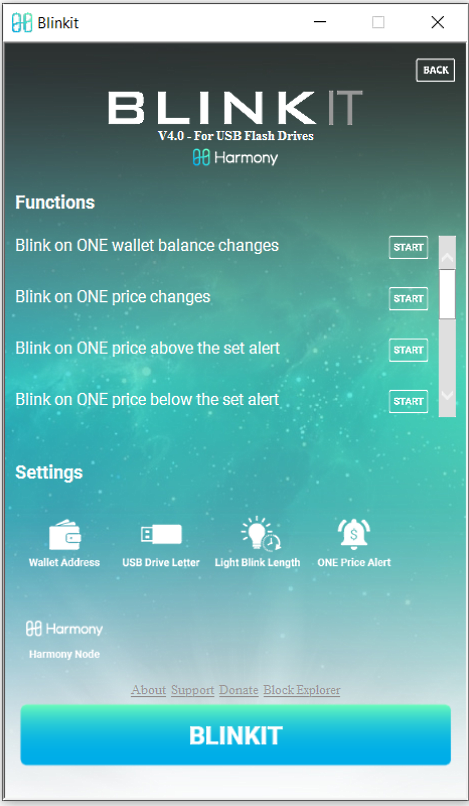 Blinkit
BACK
BLINKIT
V4.0 - For USB Flash Drives
Harmony
Functions
Blink on ONE wallet balance changes START
Blink on ONE price changes START
Blink on ONE price above the set alert START
Blink on ONE price below the set alert START
Settings
Wallet Address USB Drive Letter Light Blink Length ONE Price Alert
Harmony
Harmony Node
About Support Donate Block Explorer
BLINKIT